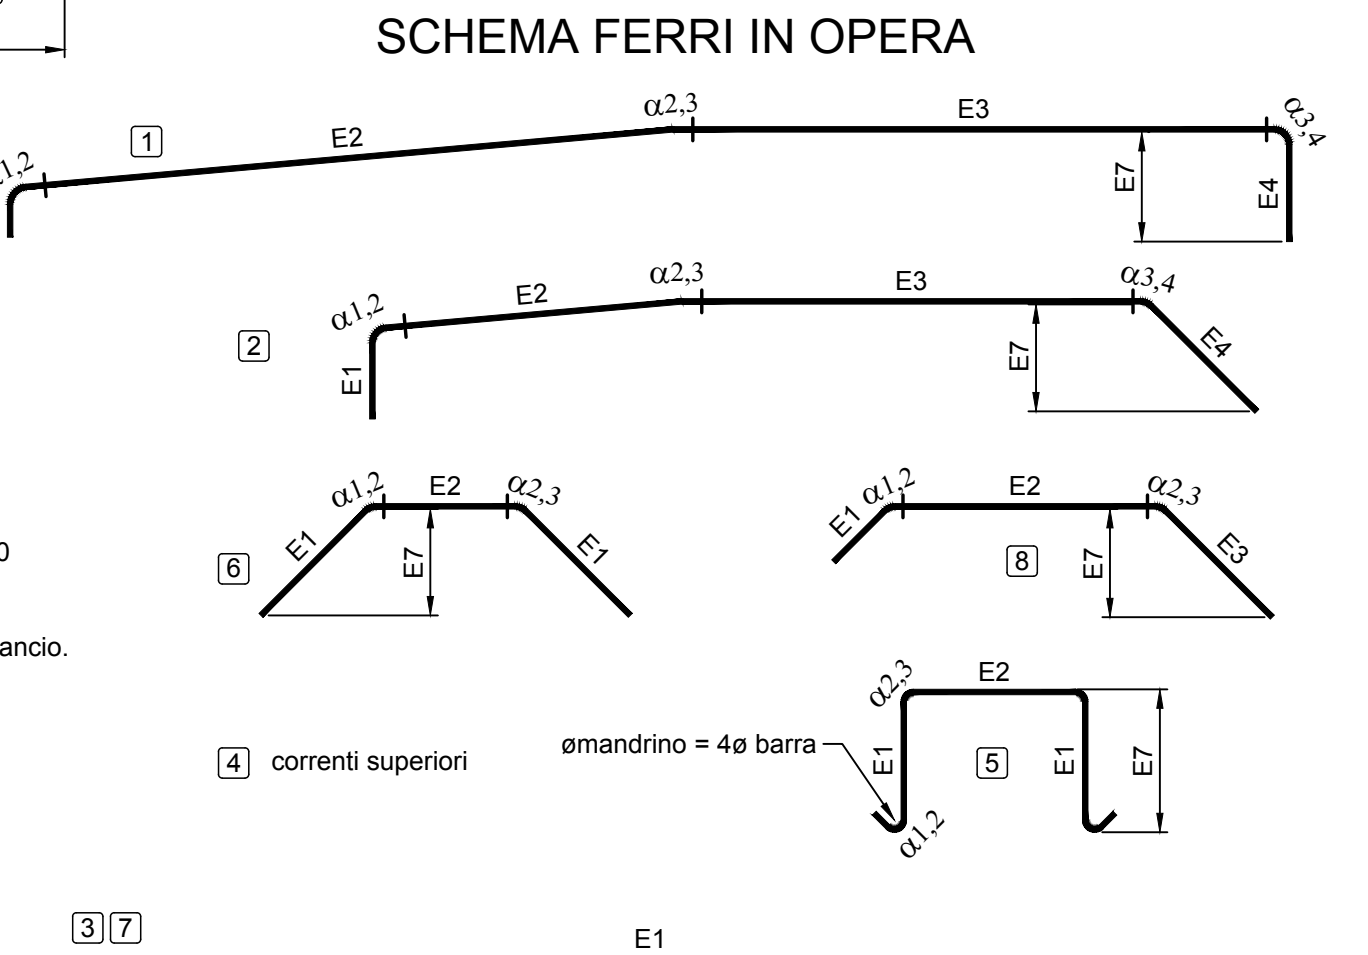 SCHEMA FERRI IN OPERA
α2,3 E3 α3,4
1 E2
α1,2
E7 E4
α2,3 E3 α3,4
α1,2 E2
2 E1 E7 E4
α1,2 E2 α2,3
E1 E7 E1
6
α1,2 E2 α2,3
E1 E7 E3
8
0
ancio.
α2,3 E2
4 correnti superiori
ømandrino = 4ø barra
E1 5 E1 E7
α1,2
3 7
E1